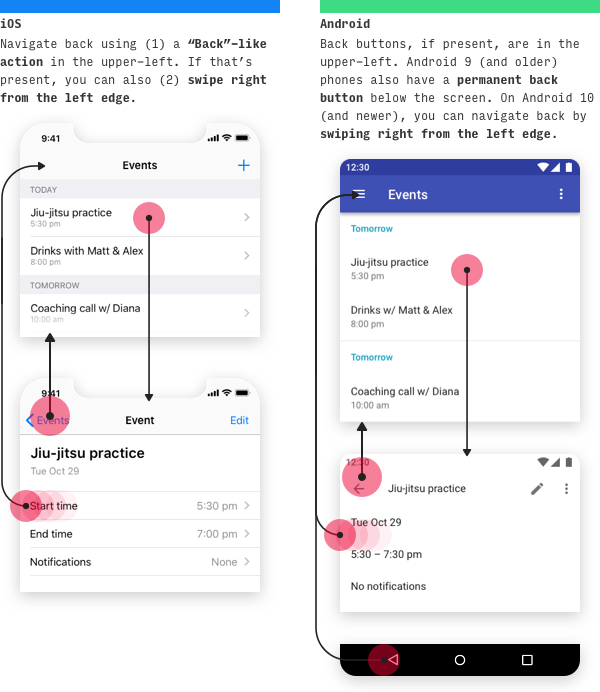 iOS
Navigate back using (1) a “Back”-like
action in the upper-left. If that’s
present, you can also (2) swipe right
from the left edge.
9:41
Events
TODAY
Jiu-jitsu practice
5:30 pm
Drinks with Matt & Alex
8:00 pm
TOMORROW
Coaching call w/ Diana
10:00 am
9:41
Events
Event
Edit
Jiu-jitsu practice
Tue Oct 29
Start time
5:30 pm
End time
7:00 pm
Notifications
None
Android
Back buttons, if present, are in the
upper-left. Android 9 (and older)
phones also have a permanent back
button below the screen. On Android 10
(and newer), you can navigate back by
swiping right from the left edge.
12:30
Events
Tomorrow
Jiu-jitsu practice
5:30 pm
Drinks w/ Matt & Alex
8:00 pm
Tomorrow
Coaching call w/ Diana
10:00 am
12:30
Jiu-jitsu practice
Tue Oct 29
5:30 – 7:30 pm
No notifications